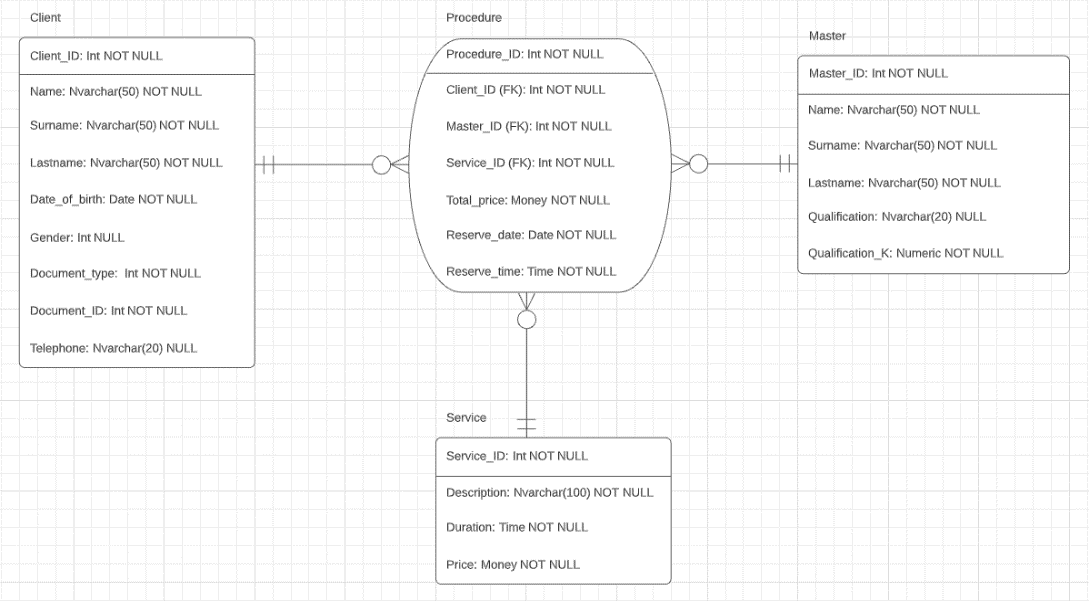 Client
Client_ID: Int NOT NULL
Name: Nvarchar(50) NOT NULL
Surname: Nvarchar(50) NOT NULL
Lastname: Nvarchar(50) NOT NULL
Date_of_birth: Date NOT NULL
Gender: Int NULL
Document_type:  Int NOT NULL
Document_ID: Int NOT NULL
Telephone: Nvarchar(20) NULL
Procedure
Procedure_ID: Int NOT NULL
Client_ID (FK): Int NOT NULL
Master_ID (FK): Int NOT NULL
Service_ID (FK): Int NOT NULL
Total_price: Money NOT NULL
Reserve_date: Date NOT NULL
Reserve_time: Time NOT NULL
Master
Master_ID: Int NOT NULL
Name: Nvarchar(50) NOT NULL
Surname: Nvarchar(50) NOT NULL
Lastname: Nvarchar(50) NOT NULL
Qualification: Nvarchar(20) NULL
Qualification_K: Numeric NOT NULL
Service
Service_ID: Int NOT NULL
Description: Nvarchar(100) NOT NULL
Duration: Time NOT NULL
Price: Money NOT NULL